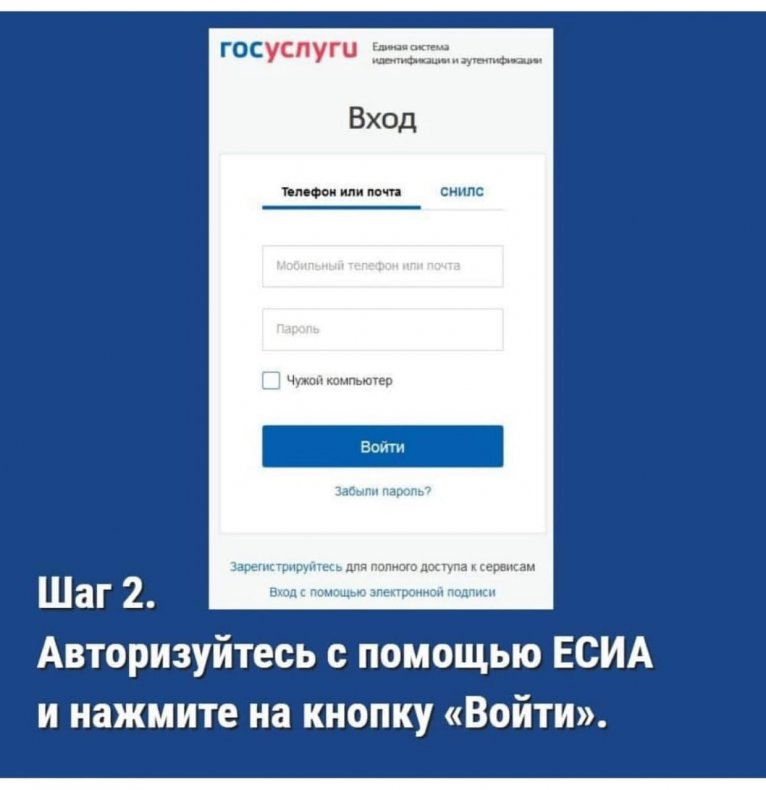 госуслуги
Единая система
идентификации и аутентификации
Вход
Телефон или почта
СНИЛС
Мобильный телефон или почта
Пароль
Чужой компьютер
Войти
Забыли пароль?
Зарегистрируйтесь для полного доступа к сервисам
Вход с помощью электронной подписи
Шаг 2.
Авторизуйтесь с помощью ЕСИА
и нажмите на кнопку «Войти».